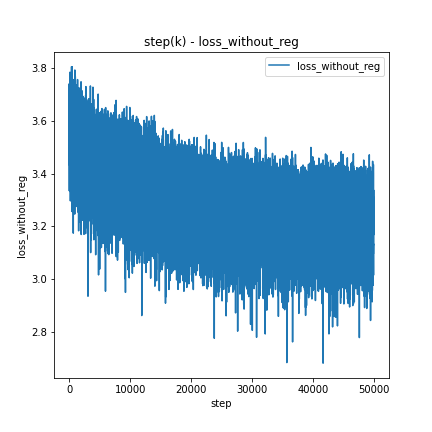 step(k) - loss_without_reg
loss_without_reg
3.8
3.6
3.4
3.2
3.0
2.8
loss_without_reg
0 10000 20000 30000 40000 50000
step